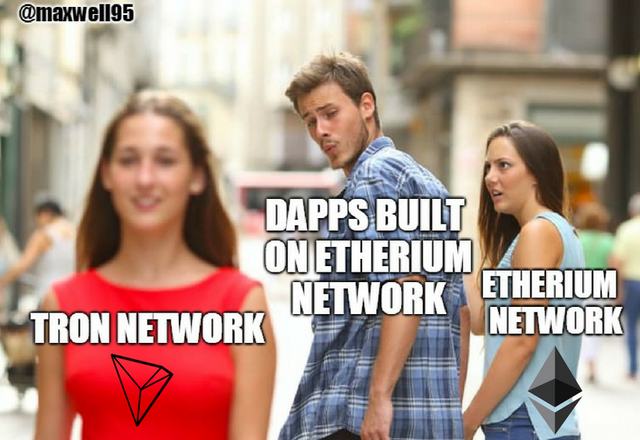 @maxwell95
DAPPS BUILT
ON ETHERIUM
NETWORK
ETHERIUM
NETWORK
TRON NETWORK